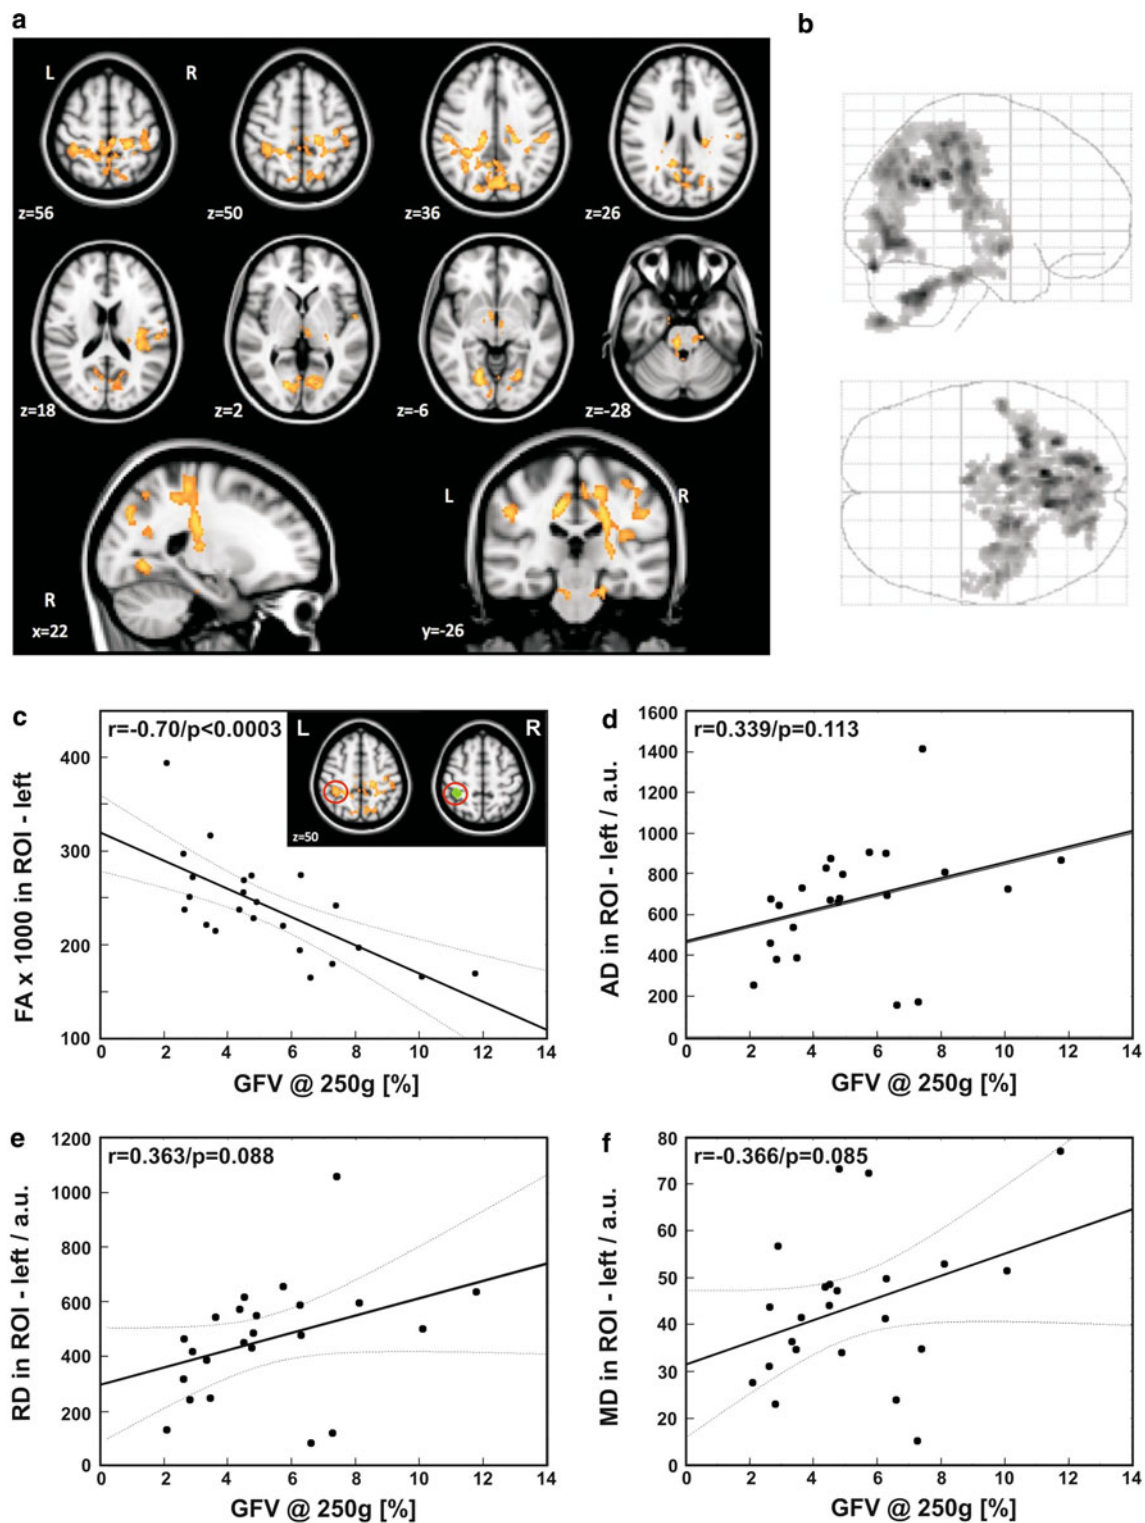 a
b
L R
z=56 z=50 z=36 z=26
z=18 z=2 z=-6 z=-28
L R
R
x=22 y=-26
c
r=-0.70/p<0.0003
L R
z=50
400
300
200
100
0 2 4 6 8 10 12 14
FA x 1000 in ROI - left
GFV @ 250g [%]
d
r=0.339/p=0.113
1600
1400
1200
1000
800
600
400
200
0
0 2 4 6 8 10 12 14
AD in ROI - left / a.u.
GFV @ 250g [%]
e
r=0.363/p=0.088
1200
1000
800
600
400
200
0
0 2 4 6 8 10 12 14
RD in ROI - left / a.u.
GFV @ 250g [%]
f
r=-0.366/p=0.085
80
70
60
50
40
30
20
10
0
0 2 4 6 8 10 12 14
MD in ROI - left / a.u.
GFV @ 250g [%]